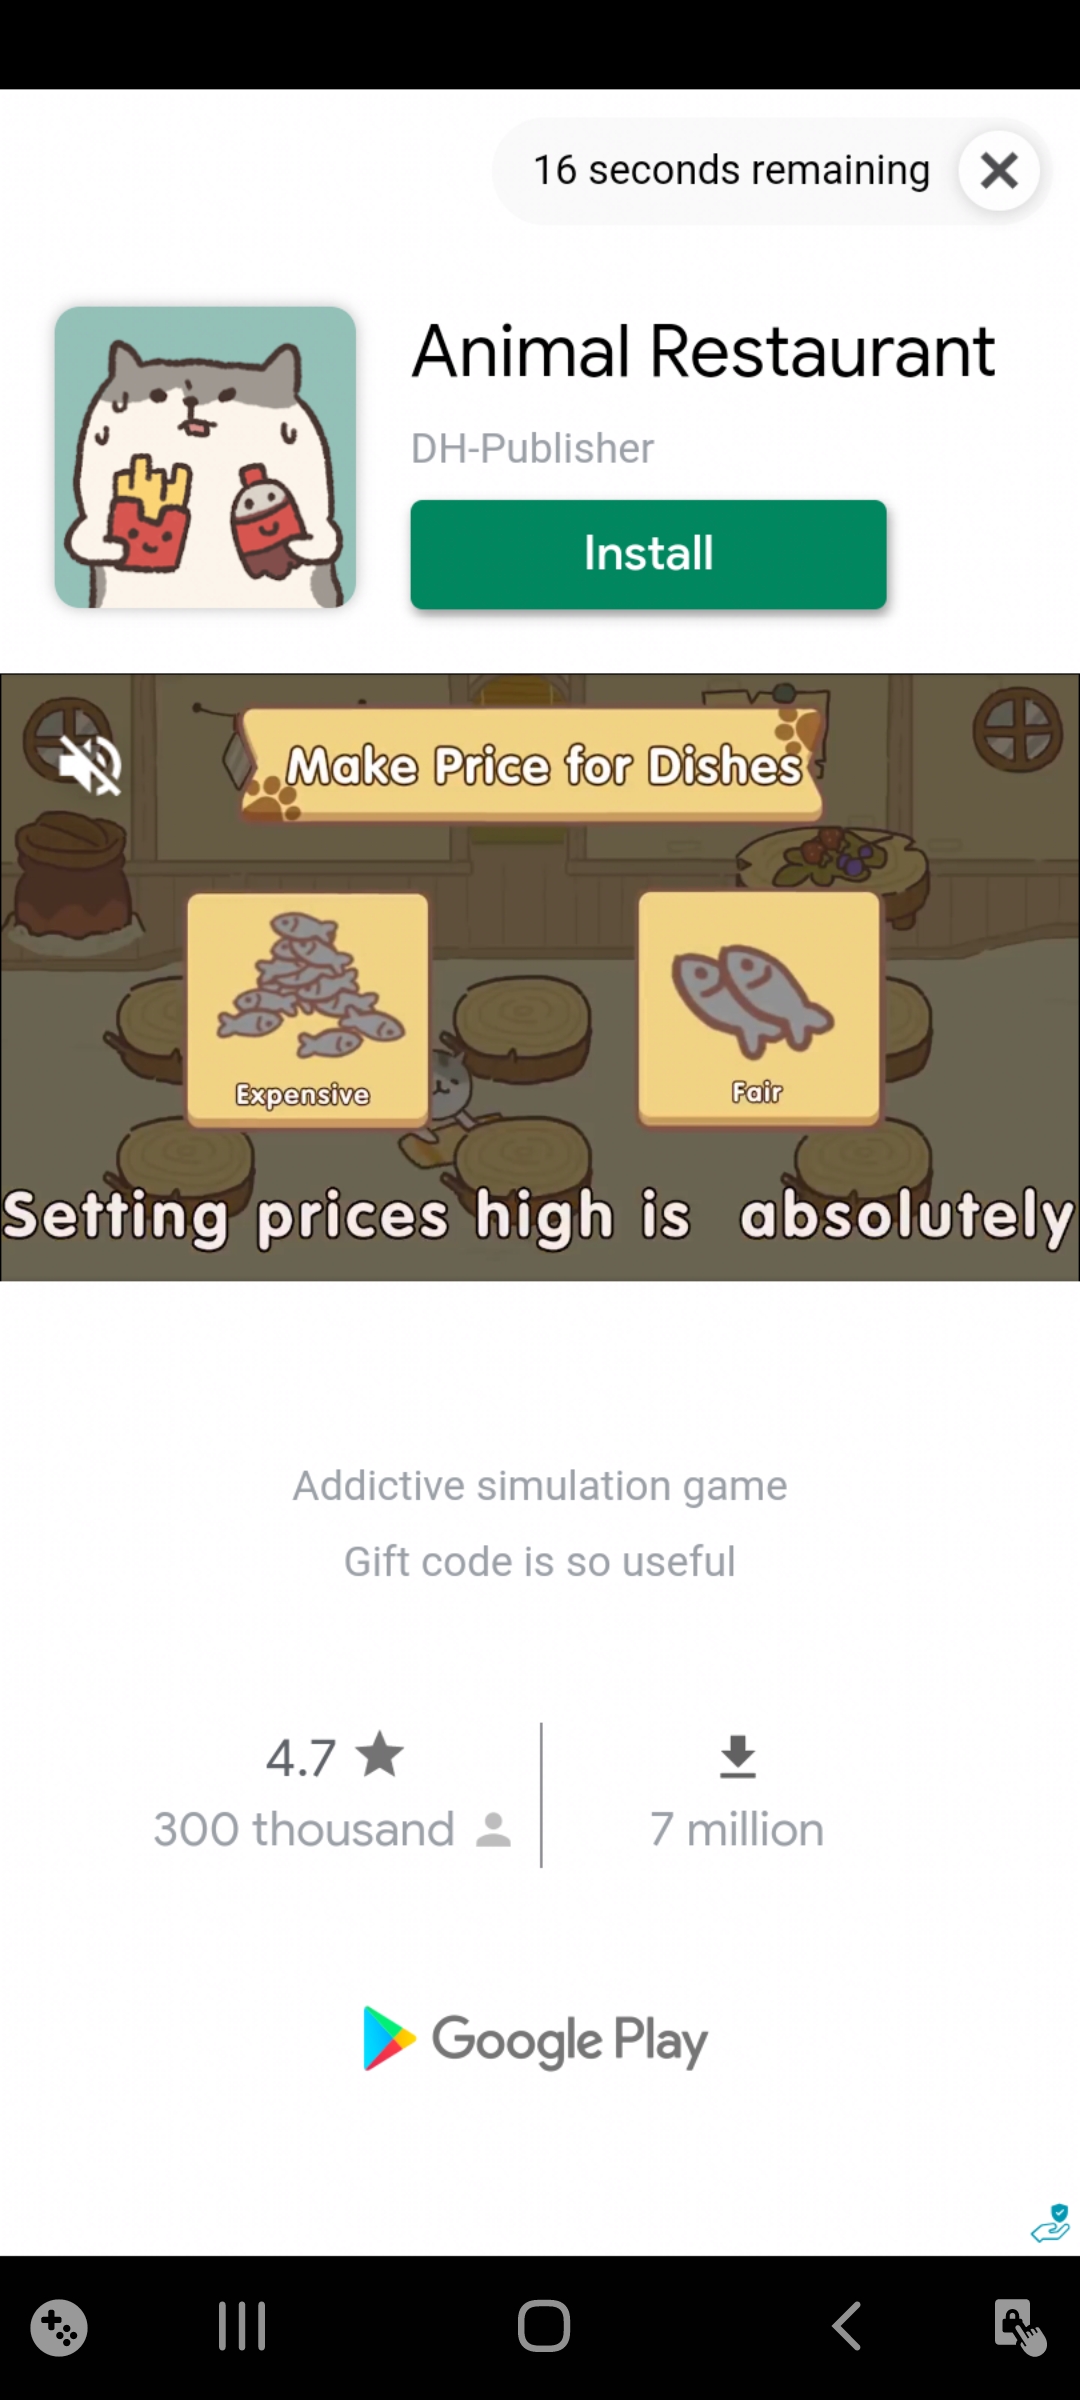 16 seconds remaining
Animal Restaurant
DH-Publisher
Install
Make Price for Dishes
Expensive
Fair
Setting prices high is absolutely
Addictive simulation game
Gift code is so useful
4.7
300 thousand
7 million
Google Play